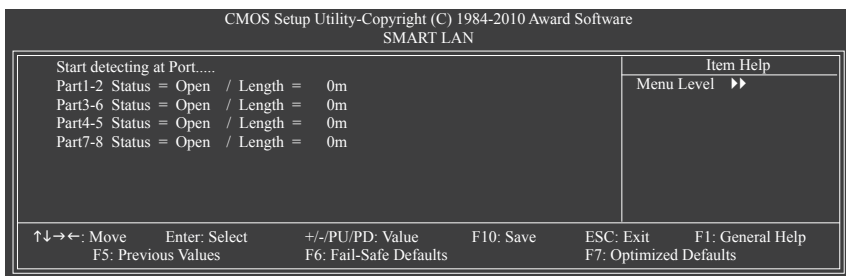 CMOS Setup Utility-Copyright (C) 1984-2010 Award Software
SMART LAN
Start detecting at Port.....
Part1-2 Status = Open / Length = 0m
Part3-6 Status = Open / Length = 0m
Part4-5 Status = Open / Length = 0m
Part7-8 Status = Open / Length = 0m
Item Help
Menu Level ▶▶
↑↓→←: Move Enter: Select +/-/PU/PD: Value F10: Save ESC: Exit F1: General Help
F5: Previous Values F6: Fail-Safe Defaults F7: Optimized Defaults